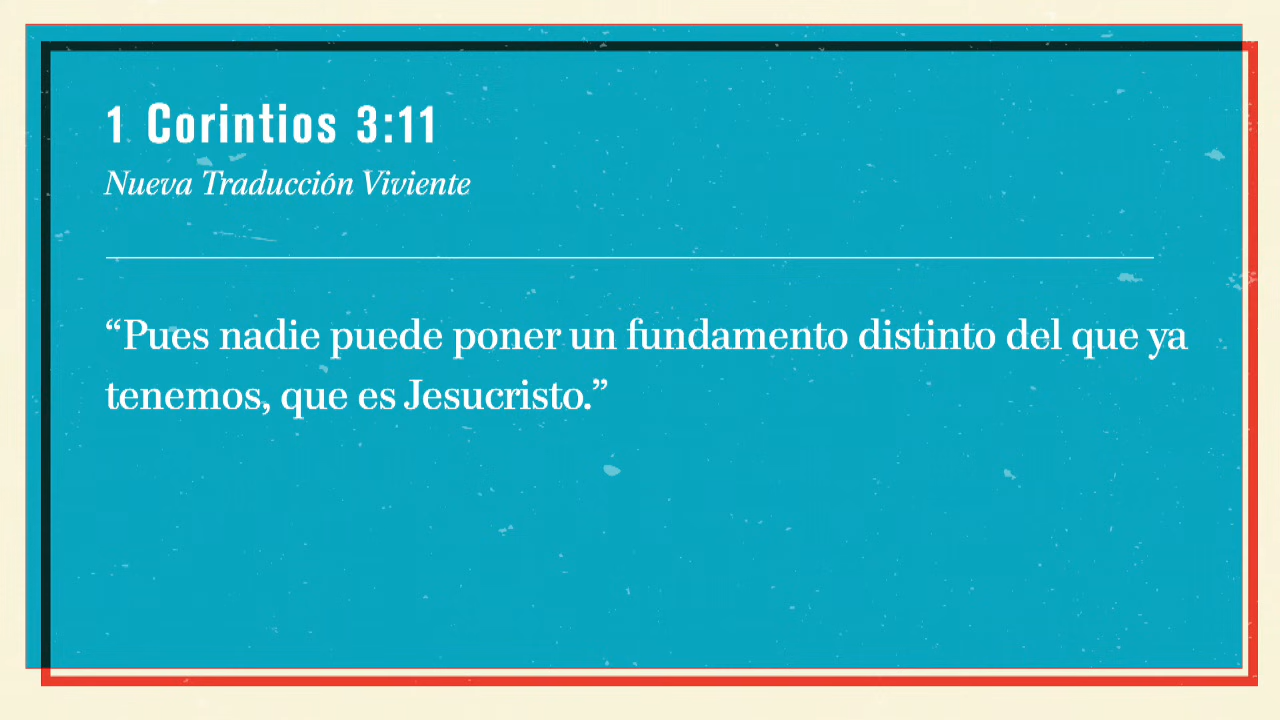 1 Corintios 3:11
Nueva Traducción Viviente
“Pues nadie puede poner un fundamento distinto del que ya
tenemos, que es Jesucristo.”